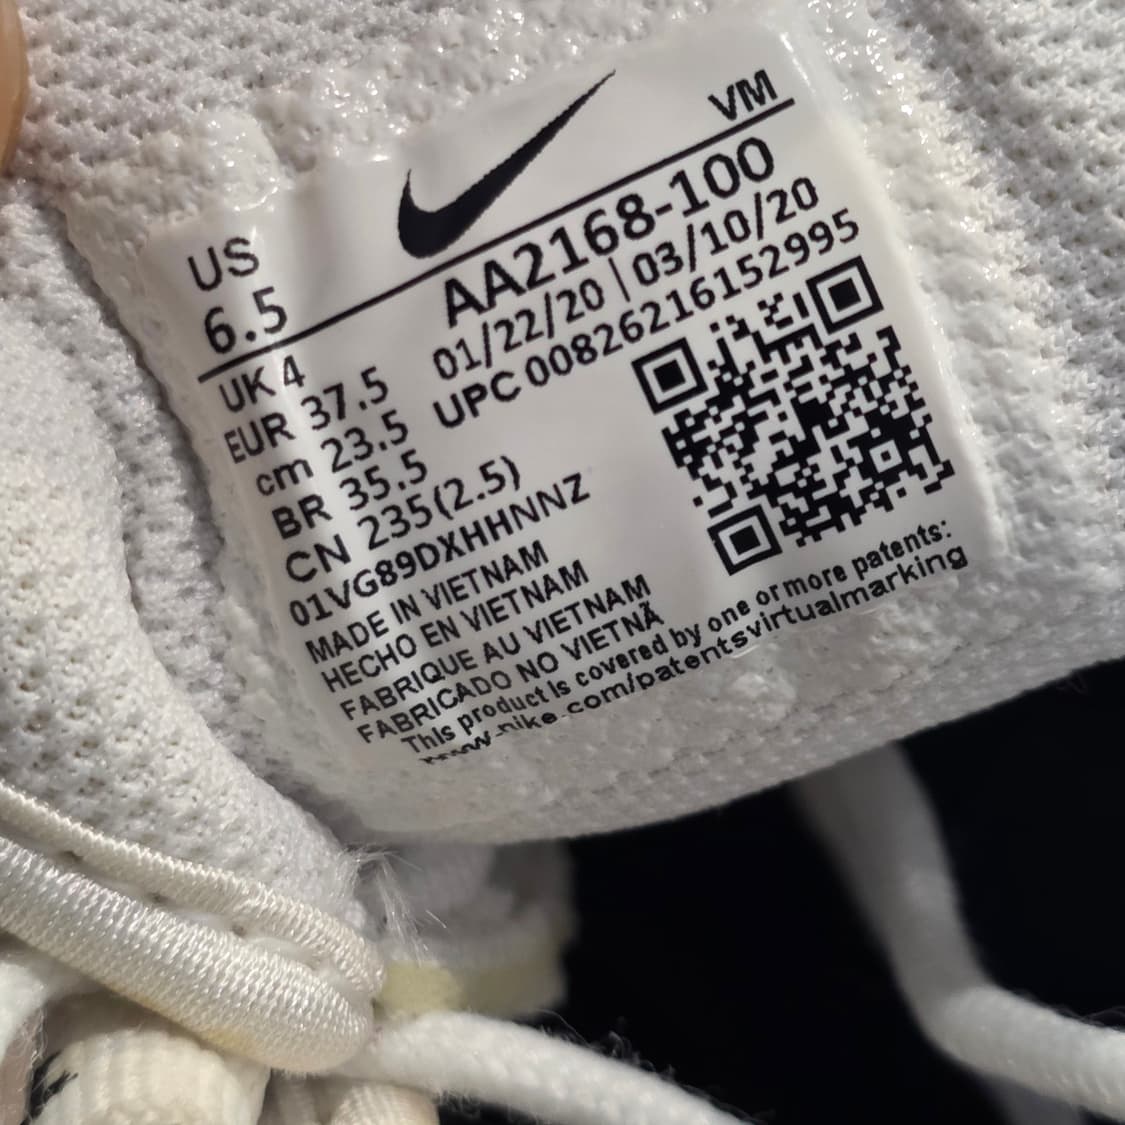 VM
US
6.5
AA2168-100
01/22/20 | 03/10/20
UPC 00826216152995
UK 4
EUR 37.5
cm 23.5
BR 35.5
CN 235(2.5)
01VG89DXHHNNZ
MADE IN VIETNAM
HECHO EN VIETNAM
FABRIQUE AU VIETNAM
FABRICADO NO VIETNÃ
This product is covered by one or more patents:
www.nike.com/patentsvirtualmarking